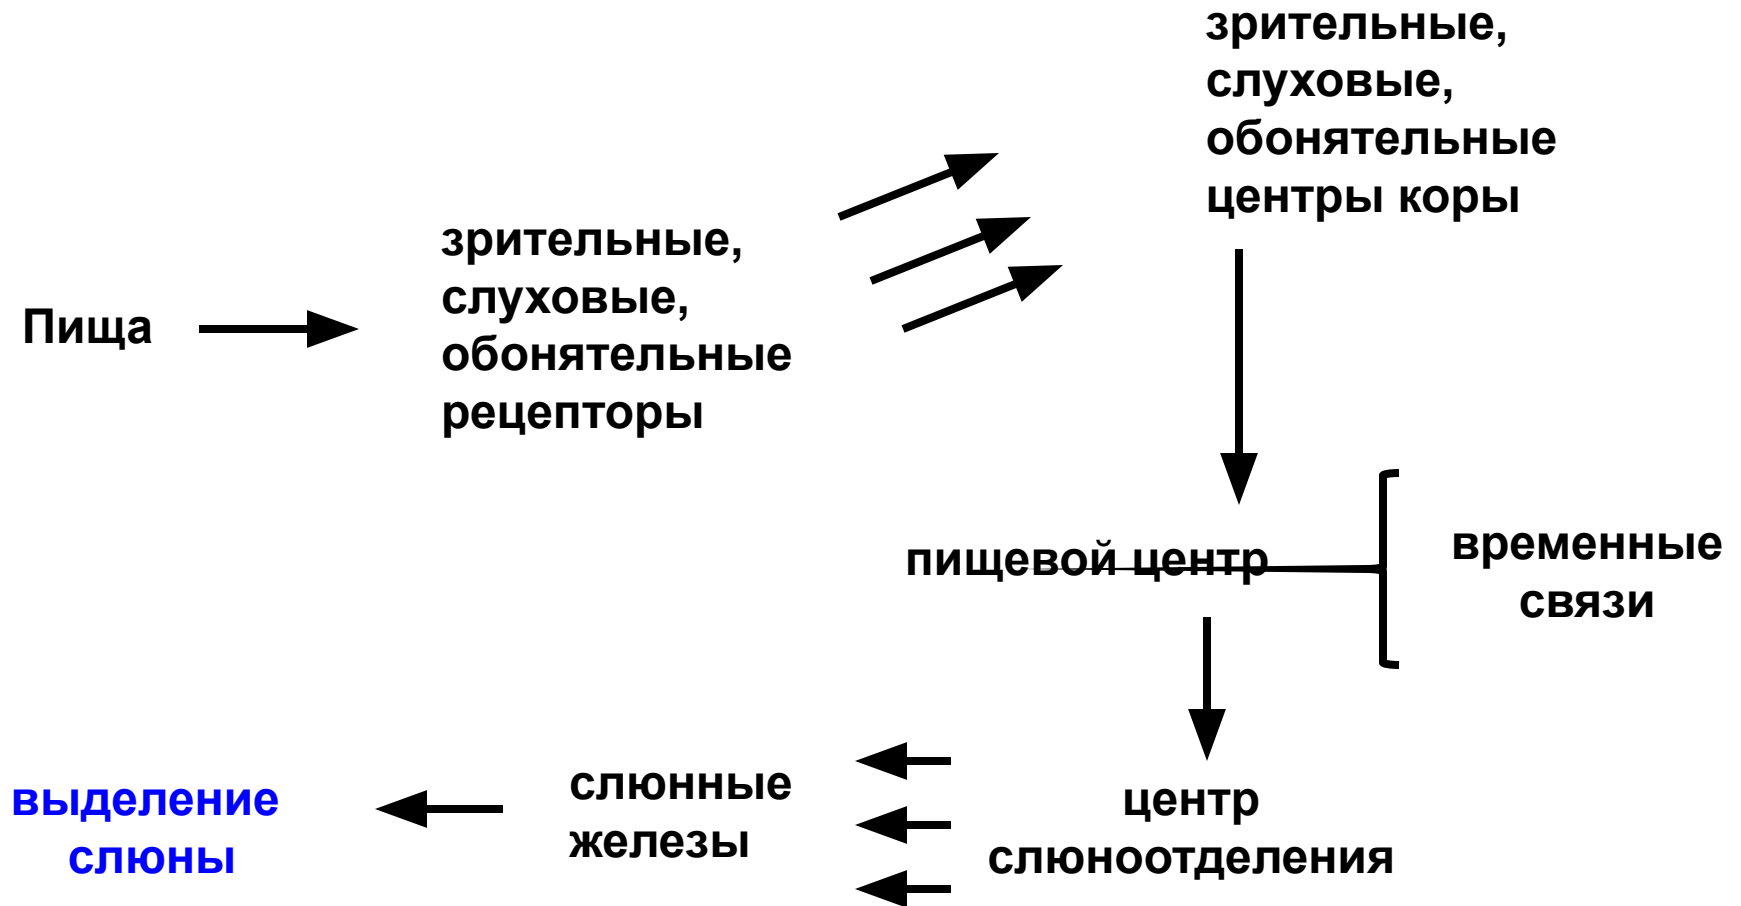 зрительные,
слуховые,
обонятельные
центры коры
зрительные,
слуховые,
обонятельные
рецепторы
Пища
пищевой центр
временные
связи
центр
слюноотделения
слюнные
железы
выделение
слюны